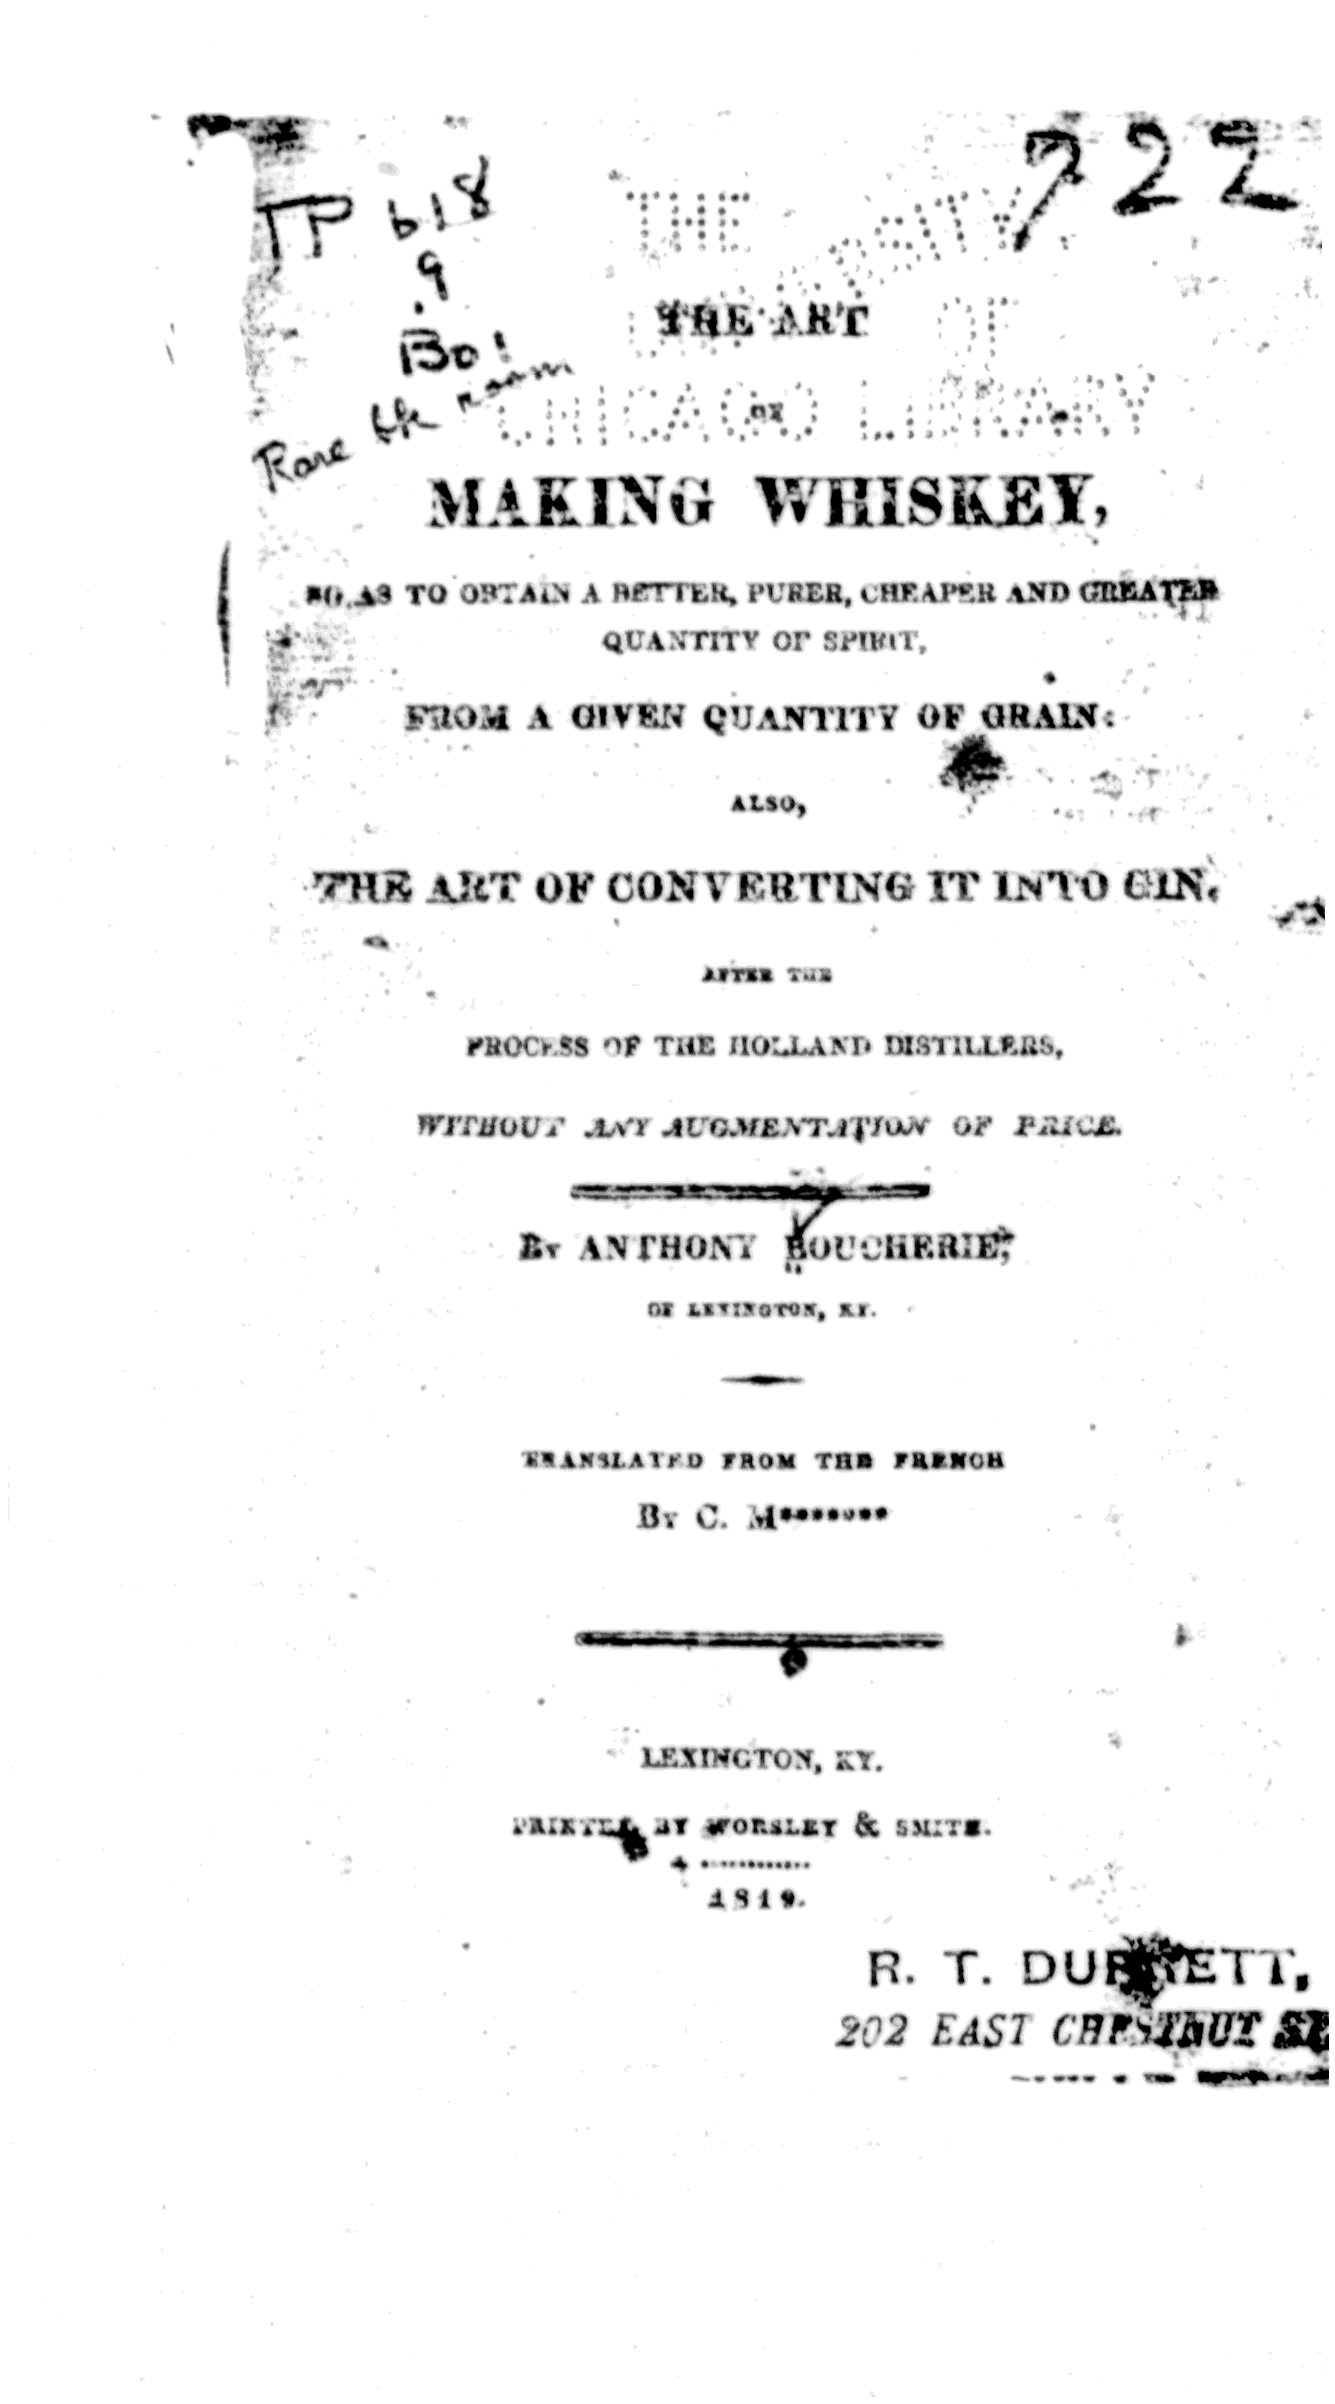 722
TP 618
.9
Bo!
Rare bk room
THE UNIVERSITY
OF
CHICAGO LIBRARY
THE ART
OF
MAKING WHISKEY,
SO AS TO OBTAIN A BETTER, PURER, CHEAPER AND GREATER
QUANTITY OF SPIRIT,
FROM A GIVEN QUANTITY OF GRAIN:
ALSO,
THE ART OF CONVERTING IT INTO GIN,
AFTER THE
PROCESS OF THE HOLLAND DISTILLERS,
WITHOUT ANY AUGMENTATION OF PRICE.
By ANTHONY BOUCHERIE,
OF LEXINGTON, KY.
TRANSLATED FROM THE FRENCH
By C. M*******
LEXINGTON, KY.
PRINTED BY WORSLEY & SMITH.
1819.
R. T. DURRETT,
202 EAST CHESTNUT